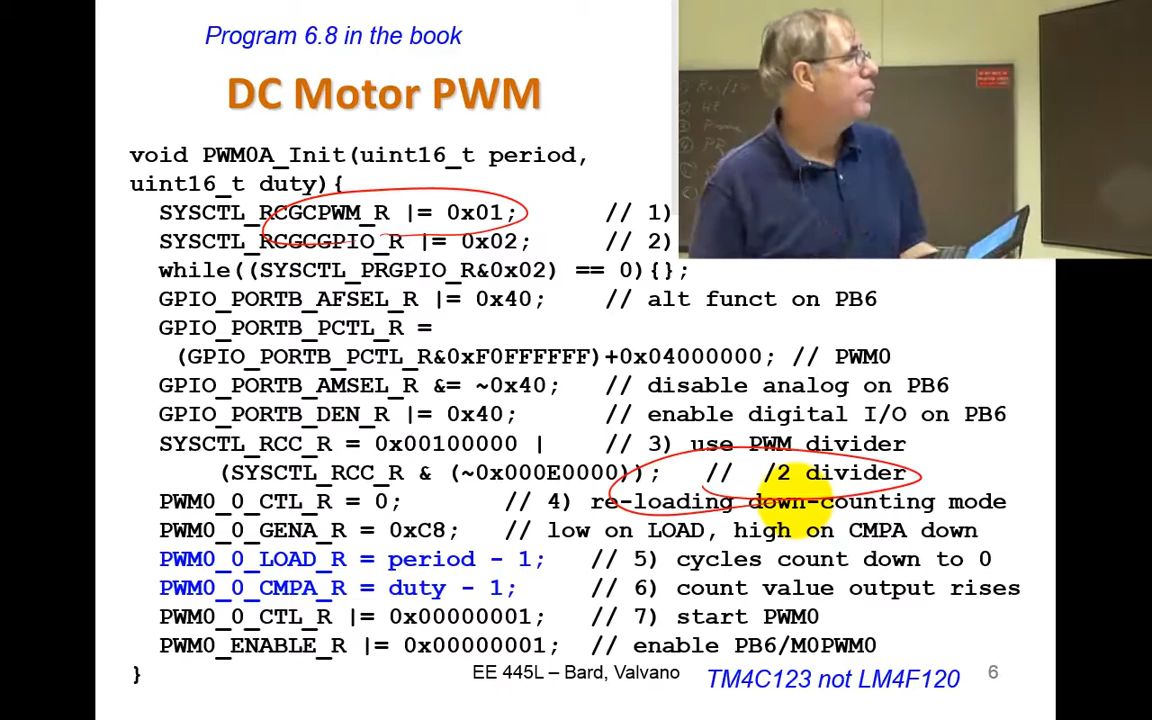 Program 6.8 in the book
DC Motor PWM
void PWM0A_Init(uint16_t period,
uint16_t duty){
SYSCTL_RCGCPWM_R |= 0x01; // 1)
SYSCTL_RCGCGPIO_R |= 0x02; // 2)
while((SYSCTL_PRGPIO_R&0x02) == 0){};
GPIO_PORTB_AFSEL_R |= 0x40; // alt funct on PB6
GPIO_PORTB_PCTL_R =
(GPIO_PORTB_PCTL_R&0xF0FFFFFF)+0x04000000; // PWM0
GPIO_PORTB_AMSEL_R &= ~0x40; // disable analog on PB6
GPIO_PORTB_DEN_R |= 0x40; // enable digital I/O on PB6
SYSCTL_RCC_R = 0x00100000 | // 3) use PWM divider
(SYSCTL_RCC_R & (~0x000E0000)); // /2 divider
PWM0_0_CTL_R = 0; // 4) re-loading down-counting mode
PWM0_0_GENA_R = 0xC8; // low on LOAD, high on CMPA down
PWM0_0_LOAD_R = period - 1; // 5) cycles count down to 0
PWM0_0_CMPA_R = duty - 1; // 6) count value output rises
PWM0_0_CTL_R |= 0x00000001; // 7) start PWM0
PWM0_ENABLE_R |= 0x00000001; // enable PB6/M0PWM0
}
EE 445L – Bard, Valvano
TM4C123 not LM4F120
6